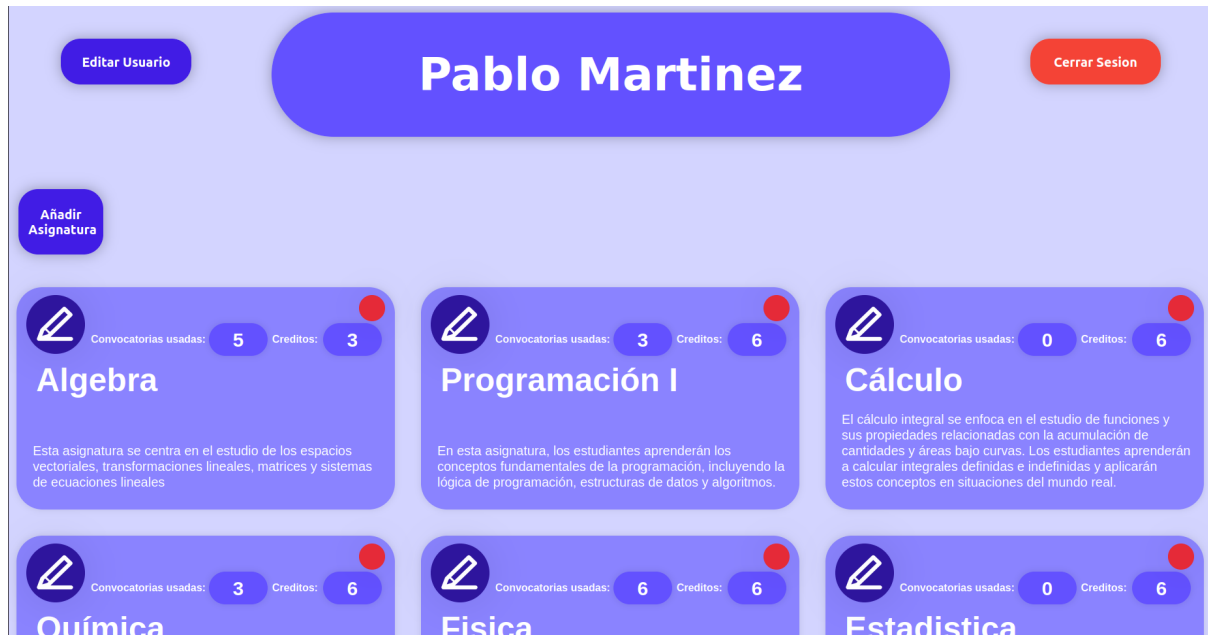 Editar Usuario
Pablo Martinez
Cerrar Sesion
Añadir
Asignatura
Convocatorias usadas: 5 Creditos: 3
Algebra
Esta asignatura se centra en el estudio de los espacios
vectoriales, transformaciones lineales, matrices y sistemas
de ecuaciones lineales
Convocatorias usadas: 3 Creditos: 6
Programación I
En esta asignatura, los estudiantes aprenderán los
conceptos fundamentales de la programación, incluyendo la
lógica de programación, estructuras de datos y algoritmos.
Convocatorias usadas: 0 Creditos: 6
Cálculo
El cálculo integral se enfoca en el estudio de funciones y
sus propiedades relacionadas con la acumulación de
cantidades y áreas bajo curvas. Los estudiantes aprenderán
a calcular integrales definidas e indefinidas y aplicarán
estos conceptos en situaciones del mundo real.
Convocatorias usadas: 3 Creditos: 6
Química
Convocatorias usadas: 6 Creditos: 6
Fisica
Convocatorias usadas: 0 Creditos: 6
Estadistica